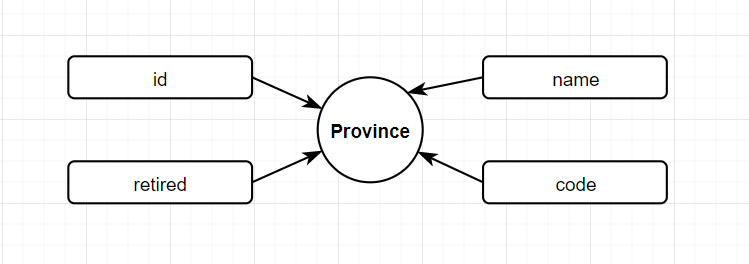 id
name
Province
retired
code